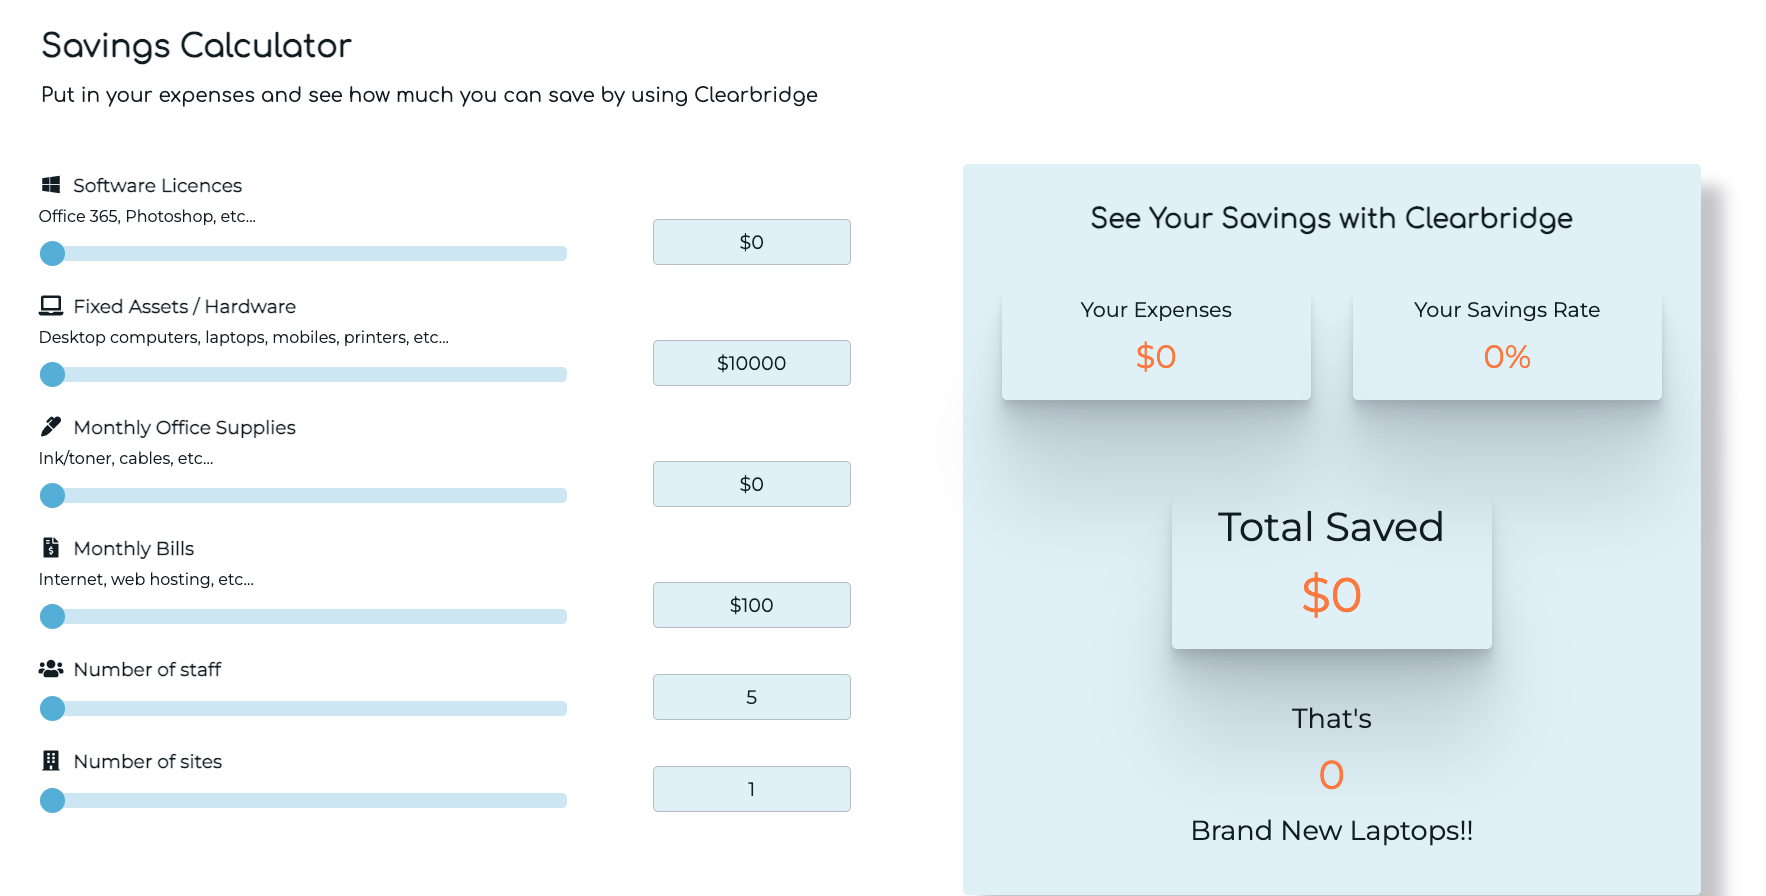 Savings Calculator
Put in your expenses and see how much you can save by using Clearbridge
Software Licences
Office 365, Photoshop, etc...
$0
Fixed Assets / Hardware
Desktop computers, laptops, mobiles, printers, etc...
$10000
Monthly Office Supplies
Ink/toner, cables, etc...
$0
Monthly Bills
Internet, web hosting, etc...
$100
Number of staff
5
Number of sites
1
See Your Savings with Clearbridge
Your Expenses
$0
Your Savings Rate
0%
Total Saved
$0
That's
0
Brand New Laptops!!